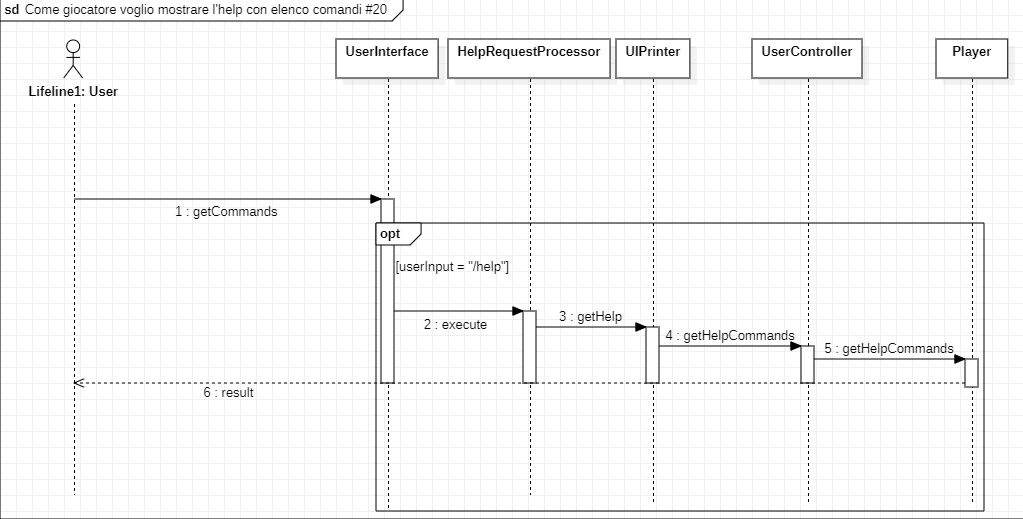 sd Come giocatore voglio mostrare l'help con elenco comandi #20
Lifeline1: User
UserInterface
HelpRequestProcessor
UIPrinter
UserController
Player
1 : getCommands
opt
[userInput = "/help"]
2 : execute
3 : getHelp
4 : getHelpCommands
5 : getHelpCommands
6 : result